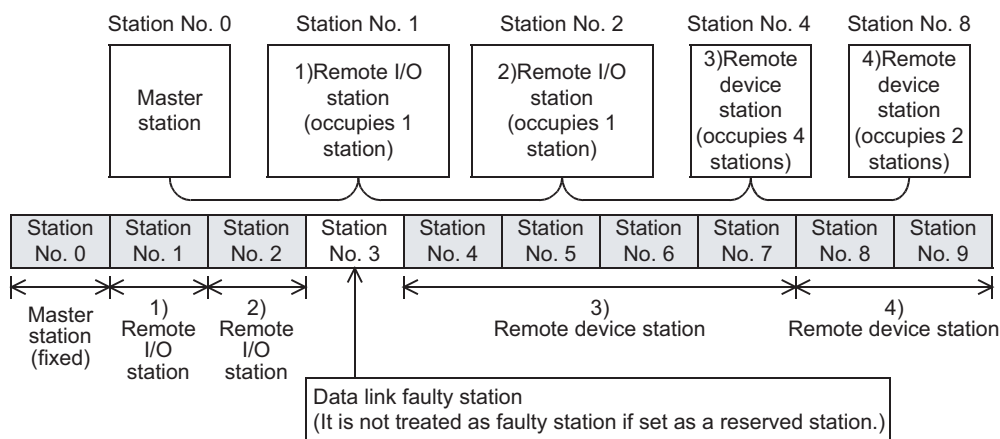 Station No. 0
Station No. 1
Station No. 2
Station No. 4
Station No. 8
Master
station
1)Remote I/O
station
(occupies 1
station)
2)Remote I/O
station
(occupies 1
station)
3)Remote
device
station
(occupies 4
stations)
4)Remote
device
station
(occupies 2
stations)
Station
No. 0
Station
No. 1
Station
No. 2
Station
No. 3
Station
No. 4
Station
No. 5
Station
No. 6
Station
No. 7
Station
No. 8
Station
No. 9
Master
station
(fixed)
1)
Remote
I/O
station
2)
Remote
I/O
station
3)
Remote device station
4)
Remote device station
Data link faulty station
(It is not treated as faulty station if set as a reserved station.)